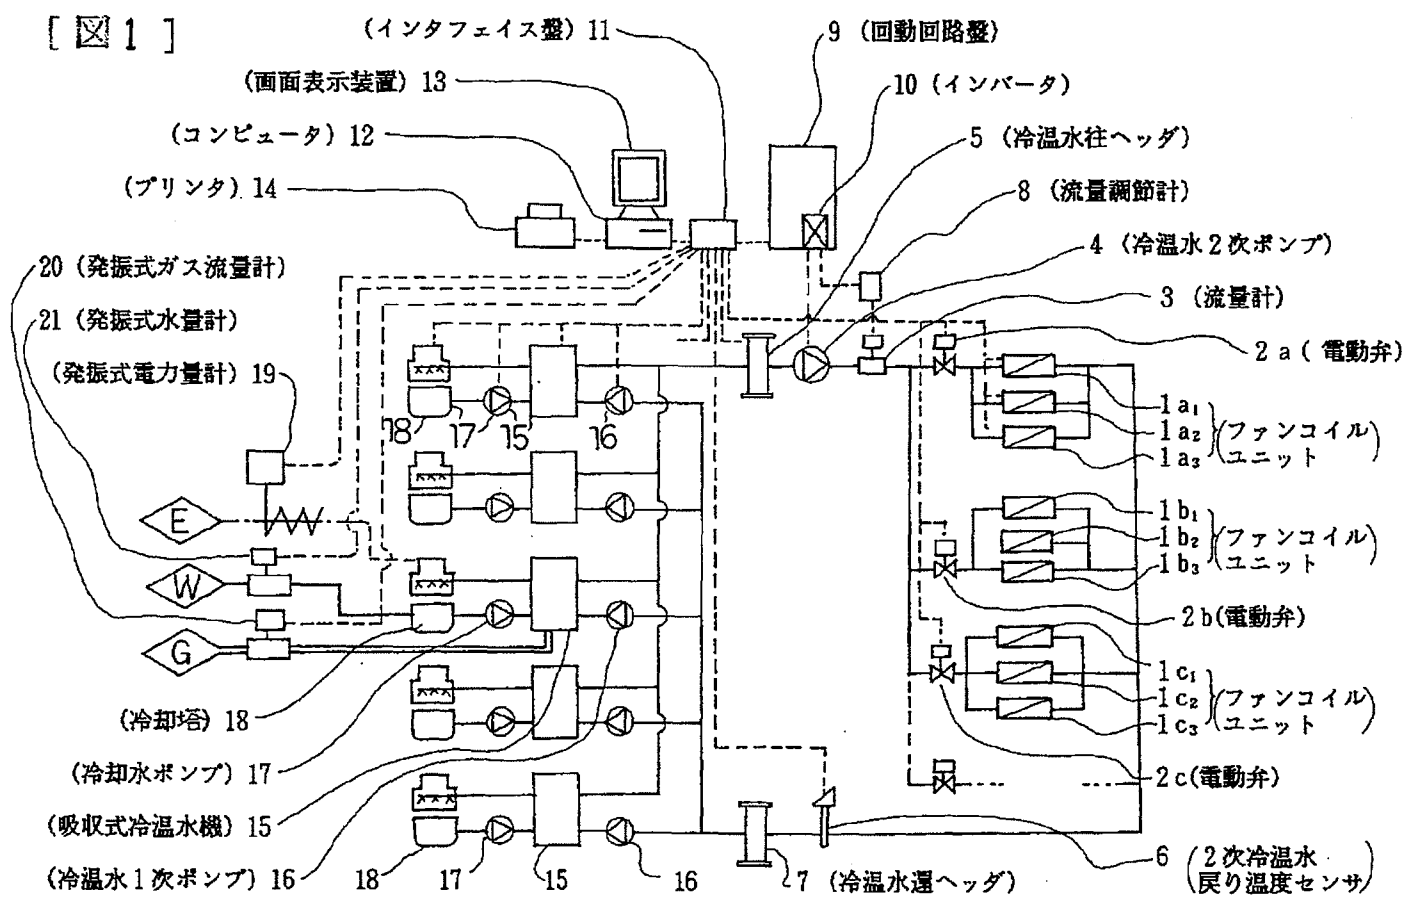 [図1]
(インタフェイス盤) 11
9 (回動回路盤)
(画面表示装置) 13
10 (インバータ)
(コンピュータ) 12
5 (冷温水往ヘッダ)
(プリンタ) 14
8 (流量調節計)
4 (冷温水2次ポンプ)
20 (発振式ガス流量計)
3 (流量計)
21 (発振式水量計)
2a (電動弁)
(発振式電力量計) 19
18 17 15 16
1a₁
1a₂ (ファンコイル)
1a₃ (ユニット
E
1b₁
1b₂ (ファンコイル)
1b₃ (ユニット
W
2b (電動弁)
G
1c₁
1c₂ (ファンコイル)
1c₃ (ユニット
(冷却塔) 18
(冷却水ポンプ) 17
2c (電動弁)
(吸収式冷温水機) 15
6 (2次冷温水
戻り温度センサ)
(冷温水1次ポンプ) 16
18 17 15 16
7 (冷温水還ヘッダ)